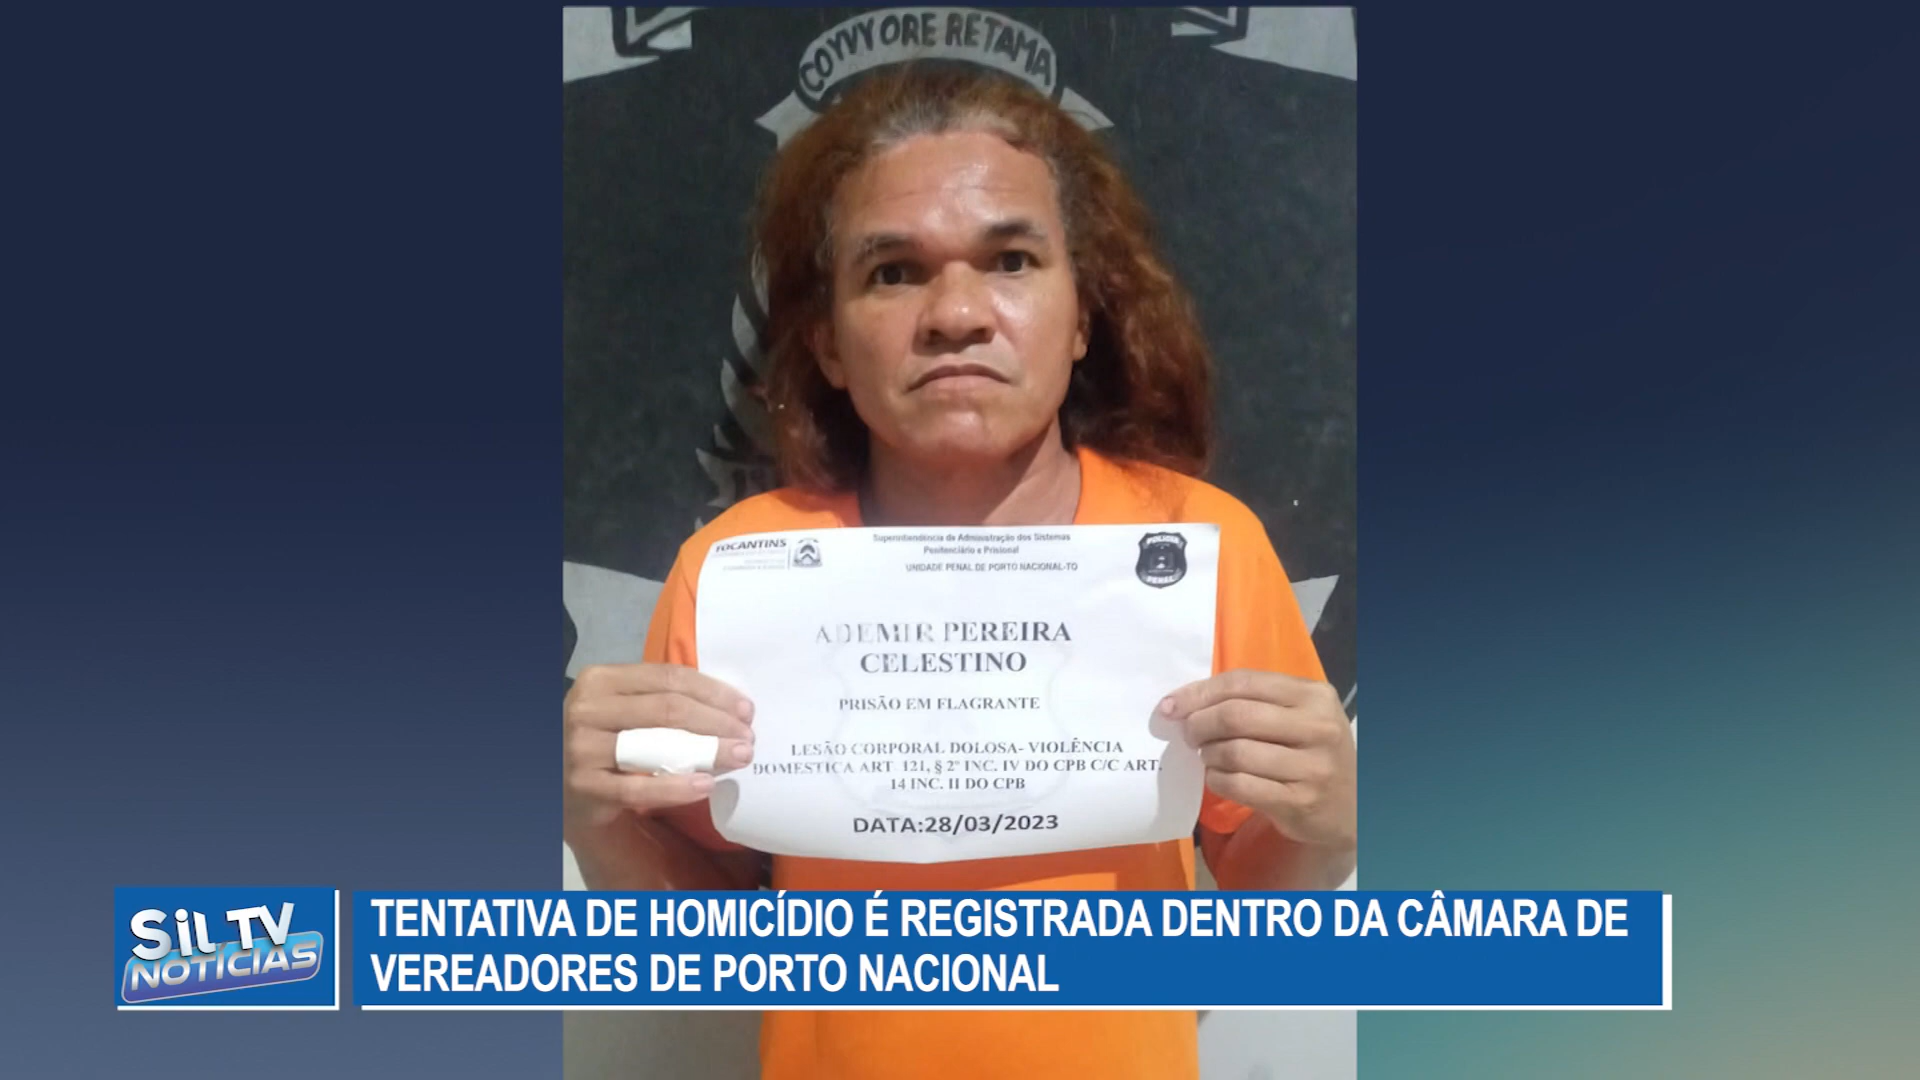 COYVY ORE RETAMA
TOCANTINS
Superintendência de Administração dos Sistemas
Penitenciário e Prisional
UNIDADE PENAL DE PORTO NACIONAL-TO
POLÍCIA
PENAL
ADEMIR PEREIRA
CELESTINO
PRISÃO EM FLAGRANTE
LESÃO CORPORAL DOLOSA- VIOLÊNCIA
DOMESTICA ART. 121, § 2º INC. IV DO CPB C/C ART.
14 INC. II DO CPB
DATA:28/03/2023
SiL TV
NOTÍCIAS
TENTATIVA DE HOMICÍDIO É REGISTRADA DENTRO DA CÂMARA DE
VEREADORES DE PORTO NACIONAL